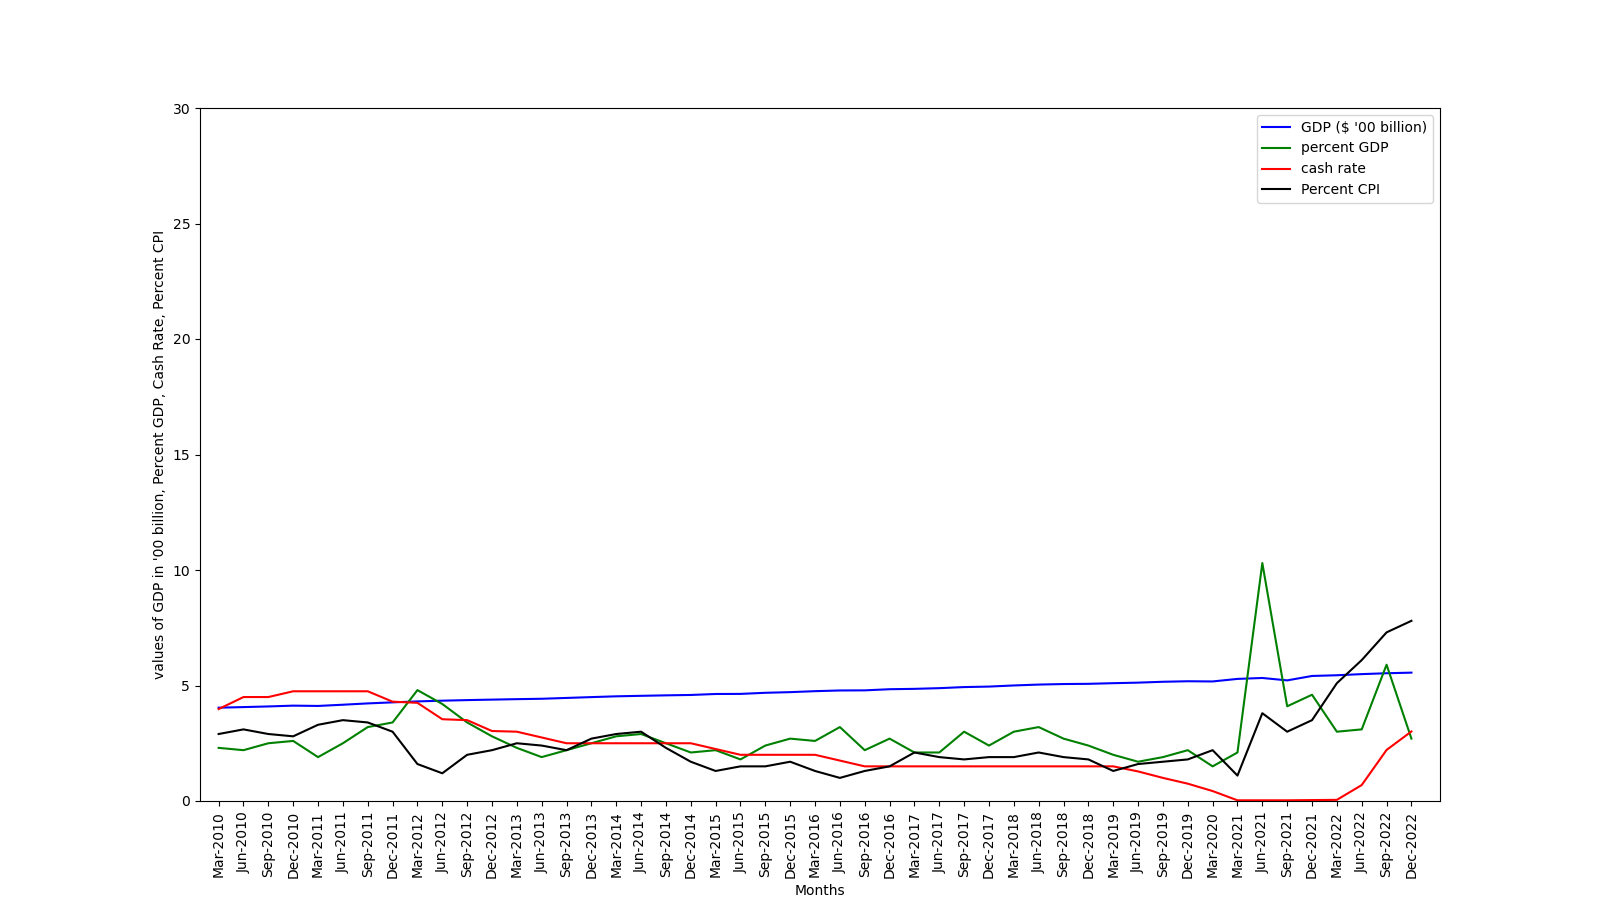 30
25
20
15
10
5
0
values of GDP in '00 billion, Percent GDP, Cash Rate, Percent CPI
GDP ($ '00 billion)
percent GDP
cash rate
Percent CPI
Mar-2010
Jun-2010
Sep-2010
Dec-2010
Mar-2011
Jun-2011
Sep-2011
Dec-2011
Mar-2012
Jun-2012
Sep-2012
Dec-2012
Mar-2013
Jun-2013
Sep-2013
Dec-2013
Mar-2014
Jun-2014
Sep-2014
Dec-2014
Mar-2015
Jun-2015
Sep-2015
Dec-2015
Mar-2016
Jun-2016
Sep-2016
Dec-2016
Mar-2017
Jun-2017
Sep-2017
Dec-2017
Mar-2018
Jun-2018
Sep-2018
Dec-2018
Mar-2019
Jun-2019
Sep-2019
Dec-2019
Mar-2020
Mar-2021
Jun-2021
Sep-2021
Dec-2021
Mar-2022
Jun-2022
Sep-2022
Dec-2022
Months